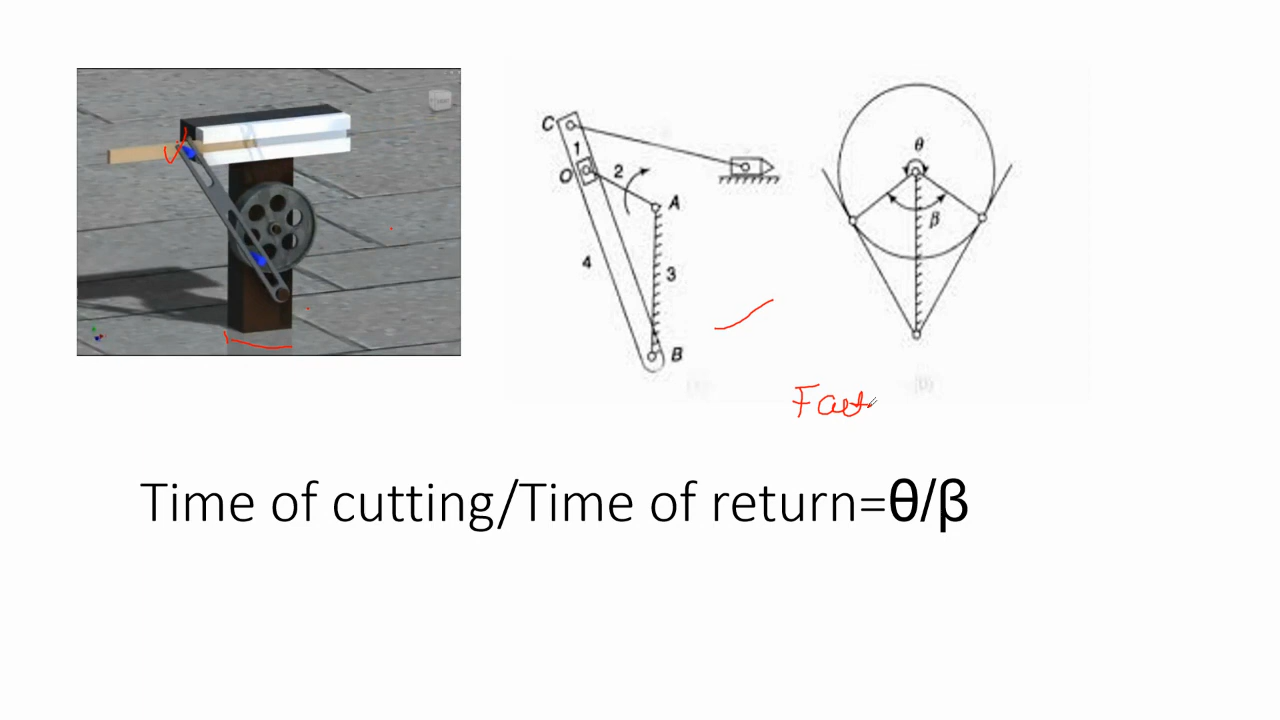 C
1
O
2
A
4
3
B
θ
β
Fast
Time of cutting/Time of return=θ/β